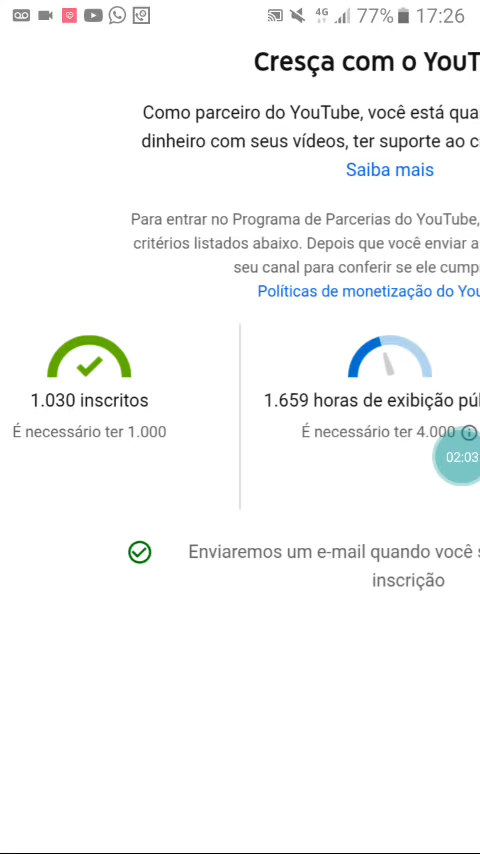 4G 77% 17:26
Cresça com o YouT
Como parceiro do YouTube, você está qua
dinheiro com seus vídeos, ter suporte ao c
Saiba mais
Para entrar no Programa de Parcerias do YouTube,
critérios listados abaixo. Depois que você enviar a
seu canal para conferir se ele cump
Políticas de monetização do You
1.030 inscritos
É necessário ter 1.000
1.659 horas de exibição púl
É necessário ter 4.000
02:03
Enviaremos um e-mail quando você s
inscrição